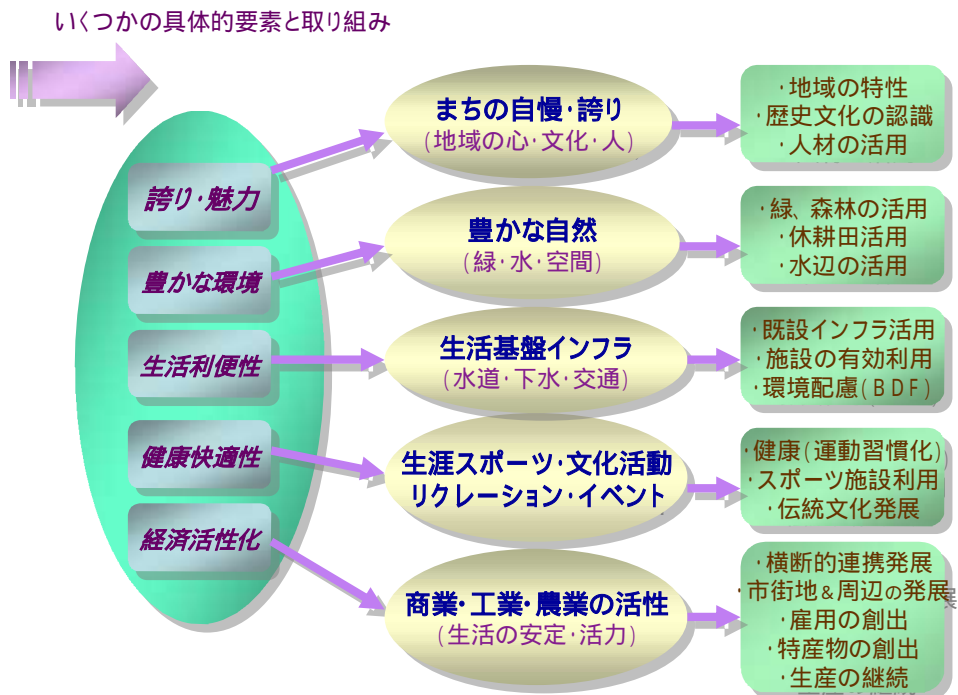 いくつかの具体的要素と取り組み
誇り・魅力
豊かな環境
生活利便性
健康快適性
経済活性化
まちの自慢・誇り
(地域の心・文化・人)
豊かな自然
(緑・水・空間)
生活基盤インフラ
(水道・下水・交通)
生涯スポーツ・文化活動
リクレーション・イベント
商業・工業・農業の活性
(生活の安定・活力)
・地域の特性
・歴史文化の認識
・人材の活用
・緑、森林の活用
・休耕田活用
・水辺の活用
・既設インフラ活用
・施設の有効利用
・環境配慮(BDF)
・健康(運動習慣化)
・スポーツ施設利用
・伝統文化発展
・横断的連携発展
・市街地&周辺の発展
・雇用の創出
・特産物の創出
・生産の継続